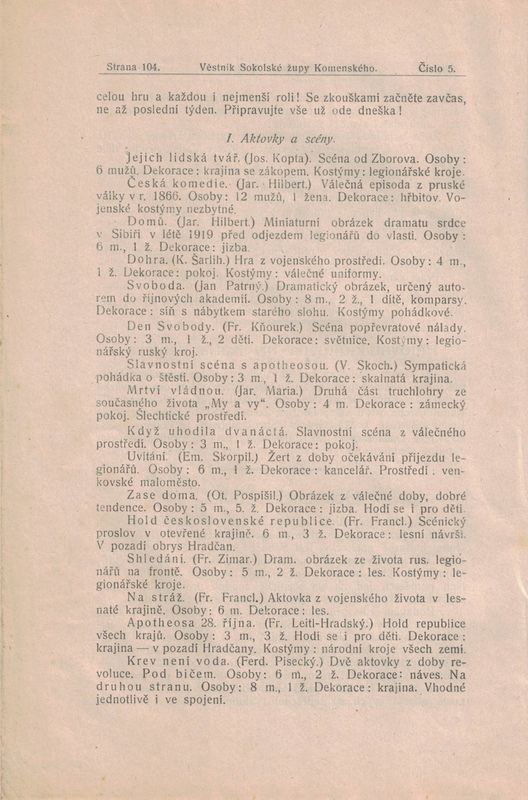 Strana 104. Věstník Sokolské župy Komenského. Číslo 5.
celou hru a každou i nejmenší roli! Se zkouškami začněte zavčas,
ne až poslední týden. Připravujte vše už ode dneška!
I. Aktovky a scény.
Jejich lidská tvář. (Jos. Kopta). Scéna od Zborova. Osoby:
6 mužů. Dekorace: krajina se zákopem. Kostýmy: legionářské kroje.
Česká komedie. (Jar. Hilbert.) Válečná episoda z pruské
války v r. 1866. Osoby: 12 mužů, 1 žena. Dekorace: hřbitov. Vo-
jenské kostýmy nezbytné.
Domů. (Jar. Hilbert.) Miniaturní obrázek dramatu srdce
v Sibiři v létě 1919 před odjezdem legionářů do vlasti. Osoby:
6 m., 1 ž. Dekorace: jizba.
Dohra. (K. Šarlih.) Hra z vojenského prostředí. Osoby: 4 m.,
1 ž. Dekorace: pokoj. Kostýmy: válečné uniformy.
Svoboda. (Jan Patrný.) Dramatický obrázek, určený auto-
rem do říjnových akademií. Osoby: 8 m., 2 ž., 1 dítě, komparsy.
Dekorace: síň s nábytkem starého slohu. Kostýmy pohádkové.
Den Svobody. (Fr. Kňourek.) Scéna popřevratové nálady.
Osoby: 3 m., 1 ž., 2 děti. Dekorace: světnice. Kostýmy: legio-
nářský ruský kroj.
Slavnostní scéna s apotheosou. (V. Skoch.) Sympatická
pohádka o štěstí. Osoby: 3 m., 1 ž. Dekorace: skalnatá krajina.
Mrtví vládnou. (Jar. Maria.) Druhá část truchlohry ze
současného života „My a vy“. Osoby: 4 m. Dekorace: zámecký
pokoj. Šlechtické prostředí.
Když uhodila dvanáctá. Slavnostní scéna z válečného
prostředí. Osoby: 3 m., 1 ž. Dekorace: pokoj.
Uvítání. (Em. Skorpil.) Žert z doby očekávání příjezdu le-
gionářů. Osoby: 6 m., 1 ž. Dekorace: kancelář. Prostředí: ven-
kovské maloměsto.
Zase doma. (Ot. Pospíšil.) Obrázek z válečné doby, dobré
tendence. Osoby: 5 m., 5. ž. Dekorace: jizba. Hodí se i pro děti.
Hold československé republice. (Fr. Francl.) Scénický
proslov v otevřené krajině. 6 m., 3 ž. Dekorace: lesní návrší.
V pozadí obrys Hradčan.
Shledání. (Fr. Zimar.) Dram. obrázek ze života rus. legio-
nářů na frontě. Osoby: 5 m., 2 ž. Dekorace: les. Kostýmy: le-
gionářské kroje.
Na stráž. (Fr. Francl.) Aktovka z vojenského života v les-
naté krajině. Osoby: 6 m. Dekorace: les.
Apotheosa 28. října. (Fr. Leitl-Hradský.) Hold republice
všech krajů. Osoby: 3 m., 3 ž. Hodí se i pro děti. Dekorace:
krajina — v pozadí Hradčany. Kostýmy: národní kroje všech zemí.
Krev není voda. (Ferd. Písecký.) Dvě aktovky z doby re-
voluce. Pod bičem. Osoby: 6 m., 2 ž. Dekorace: náves. Na
druhou stranu. Osoby: 8 m., 1 ž. Dekorace: krajina. Vhodné
jednotlivě i ve spojení.